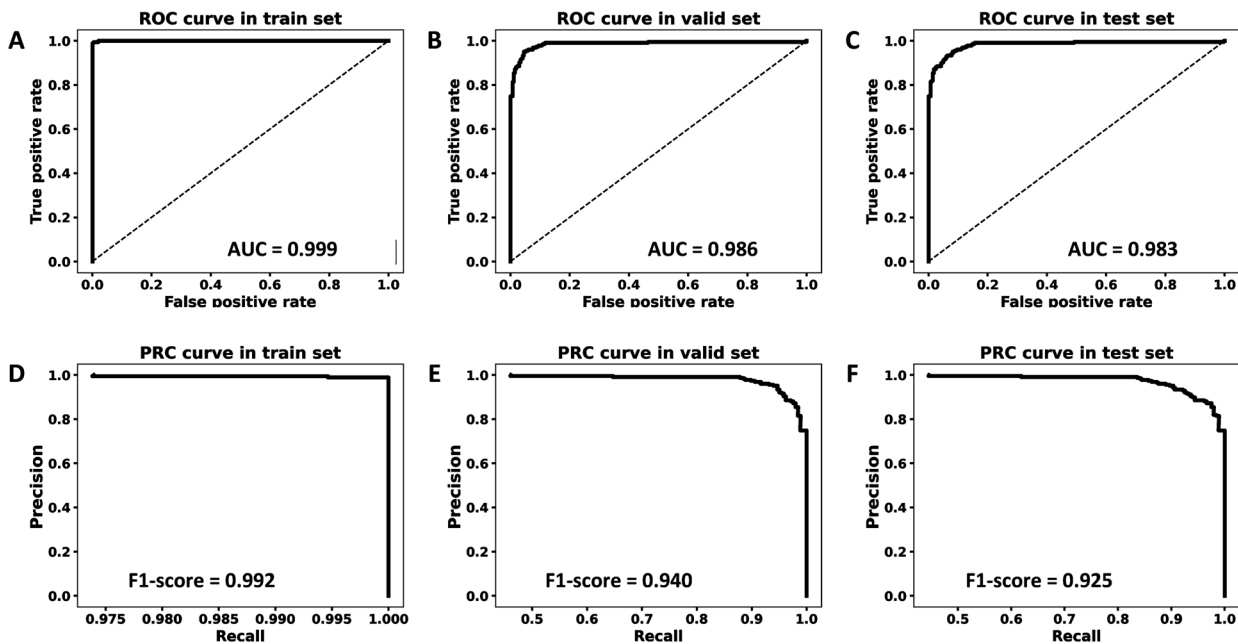 A
ROC curve in train set
True positive rate
1.0
0.8
0.6
0.4
0.2
0.0
AUC = 0.999
0.0 0.2 0.4 0.6 0.8 1.0
False positive rate
B
ROC curve in valid set
True positive rate
1.0
0.8
0.6
0.4
0.2
0.0
AUC = 0.986
0.0 0.2 0.4 0.6 0.8 1.0
False positive rate
C
ROC curve in test set
True positive rate
1.0
0.8
0.6
0.4
0.2
0.0
AUC = 0.983
0.0 0.2 0.4 0.6 0.8 1.0
False positive rate
D
PRC curve in train set
Precision
1.0
0.8
0.6
0.4
0.2
0.0
F1-score = 0.992
0.975 0.980 0.985 0.990 0.995 1.000
Recall
E
PRC curve in valid set
Precision
1.0
0.8
0.6
0.4
0.2
0.0
F1-score = 0.940
0.5 0.6 0.7 0.8 0.9 1.0
Recall
F
PRC curve in test set
Precision
1.0
0.8
0.6
0.4
0.2
0.0
F1-score = 0.925
0.5 0.6 0.7 0.8 0.9 1.0
Recall